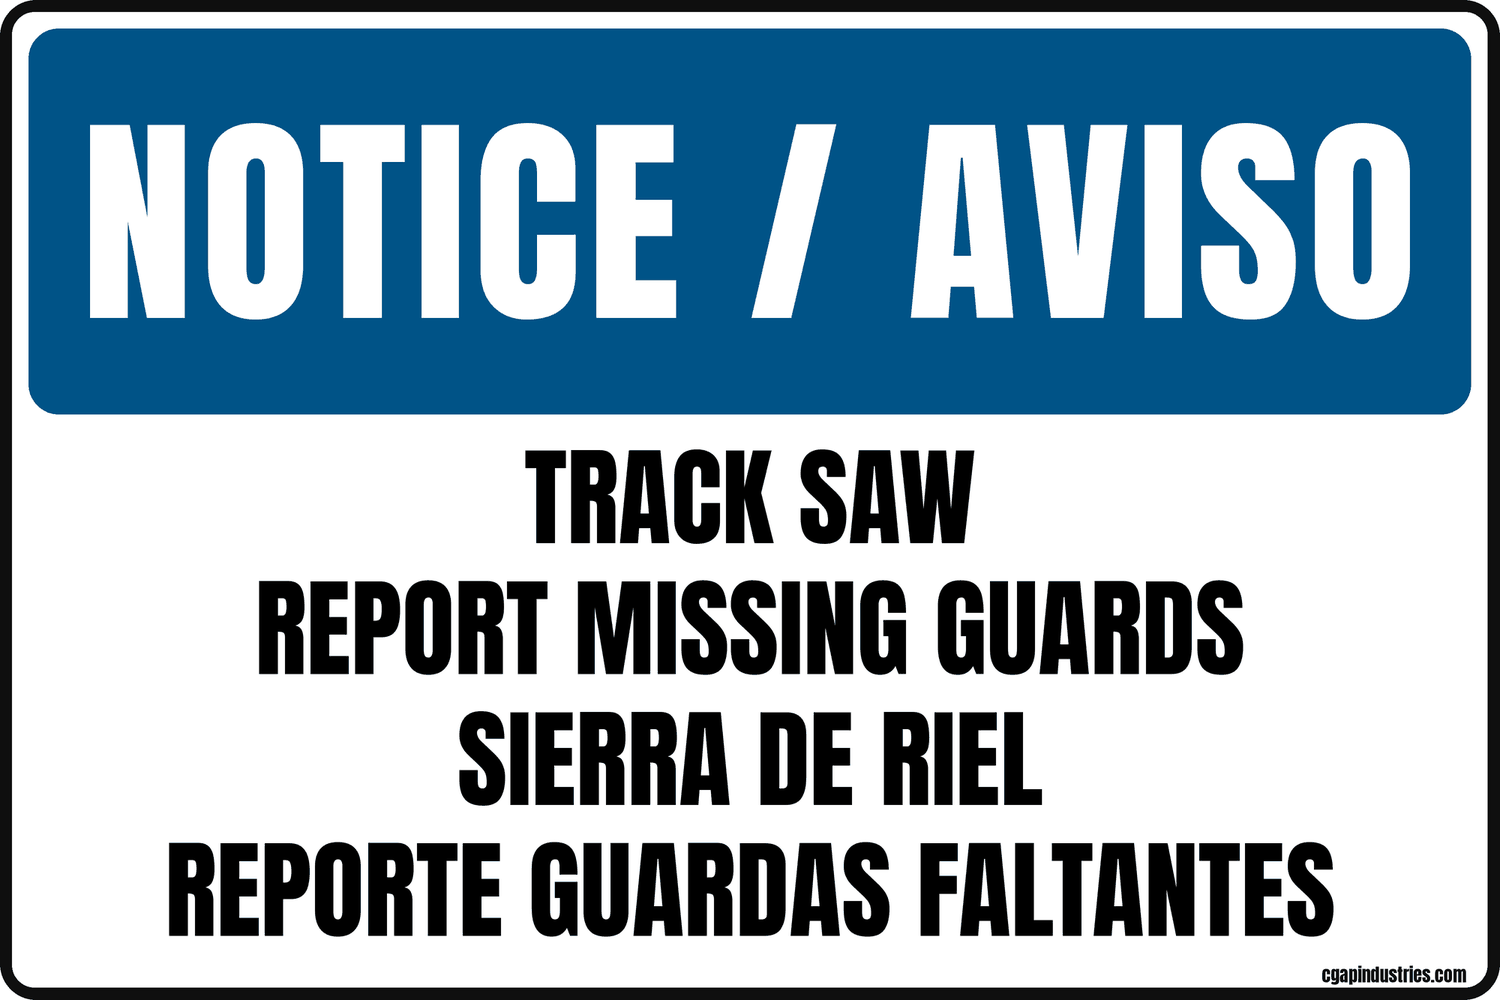 NOTICE / AVISO
TRACK SAW
REPORT MISSING GUARDS
SIERRA DE RIEL
REPORTE GUARDAS FALTANTES
cgapindustries.com